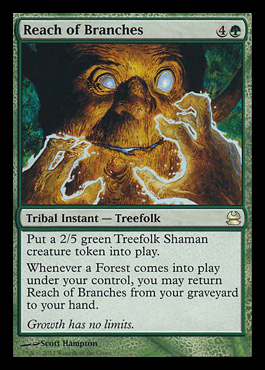 Reach of Branches 4
Tribal Instant — Treefolk
Put a 2/5 green Treefolk Shaman
creature token into play.
Whenever a Forest comes into play
under your control, you may return
Reach of Branches from your graveyard
to your hand.
Growth has no limits.
Scott Hampton